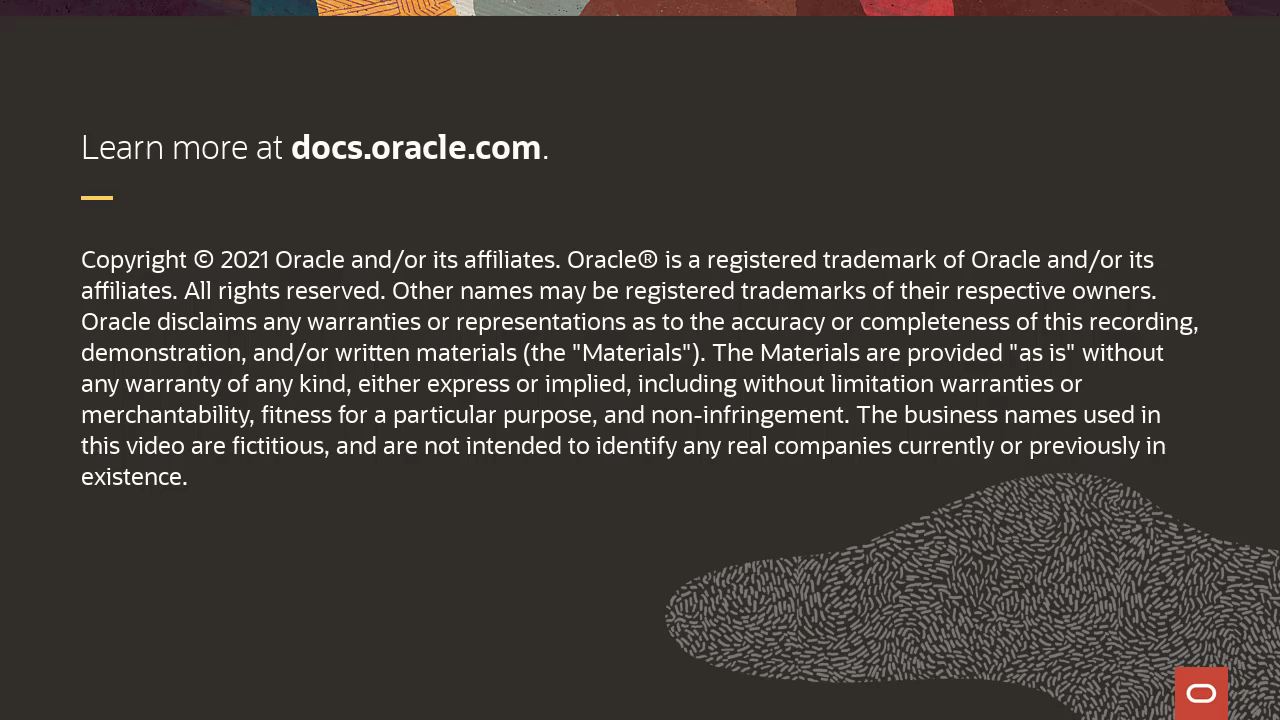 Learn more at docs.oracle.com.
Copyright © 2021 Oracle and/or its affiliates. Oracle® is a registered trademark of Oracle and/or its
affiliates. All rights reserved. Other names may be registered trademarks of their respective owners.
Oracle disclaims any warranties or representations as to the accuracy or completeness of this recording,
demonstration, and/or written materials (the "Materials"). The Materials are provided "as is" without
any warranty of any kind, either express or implied, including without limitation warranties or
merchantability, fitness for a particular purpose, and non-infringement. The business names used in
this video are fictitious, and are not intended to identify any real companies currently or previously in
existence.